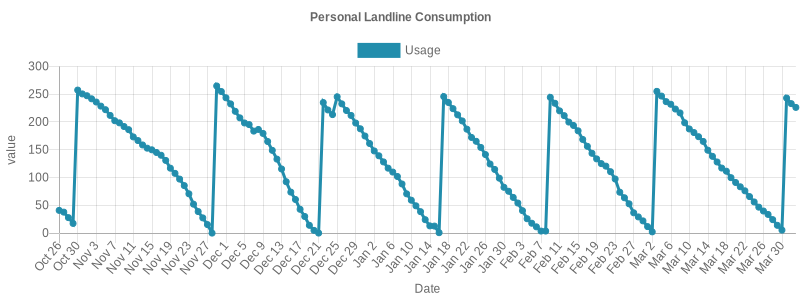 Personal Landline Consumption
Usage
300
250
200
150
100
50
0
value
Oct 26
Oct 30
Nov 3
Nov 7
Nov 11
Nov 15
Nov 19
Nov 23
Nov 27
Dec 1
Dec 5
Dec 9
Dec 13
Dec 17
Dec 21
Dec 25
Dec 29
Jan 2
Jan 6
Jan 10
Jan 14
Jan 18
Jan 22
Jan 26
Jan 30
Feb 3
Feb 7
Feb 11
Feb 15
Feb 19
Feb 23
Feb 27
Mar 2
Mar 6
Mar 10
Mar 14
Mar 18
Mar 22
Mar 26
Mar 30
Date